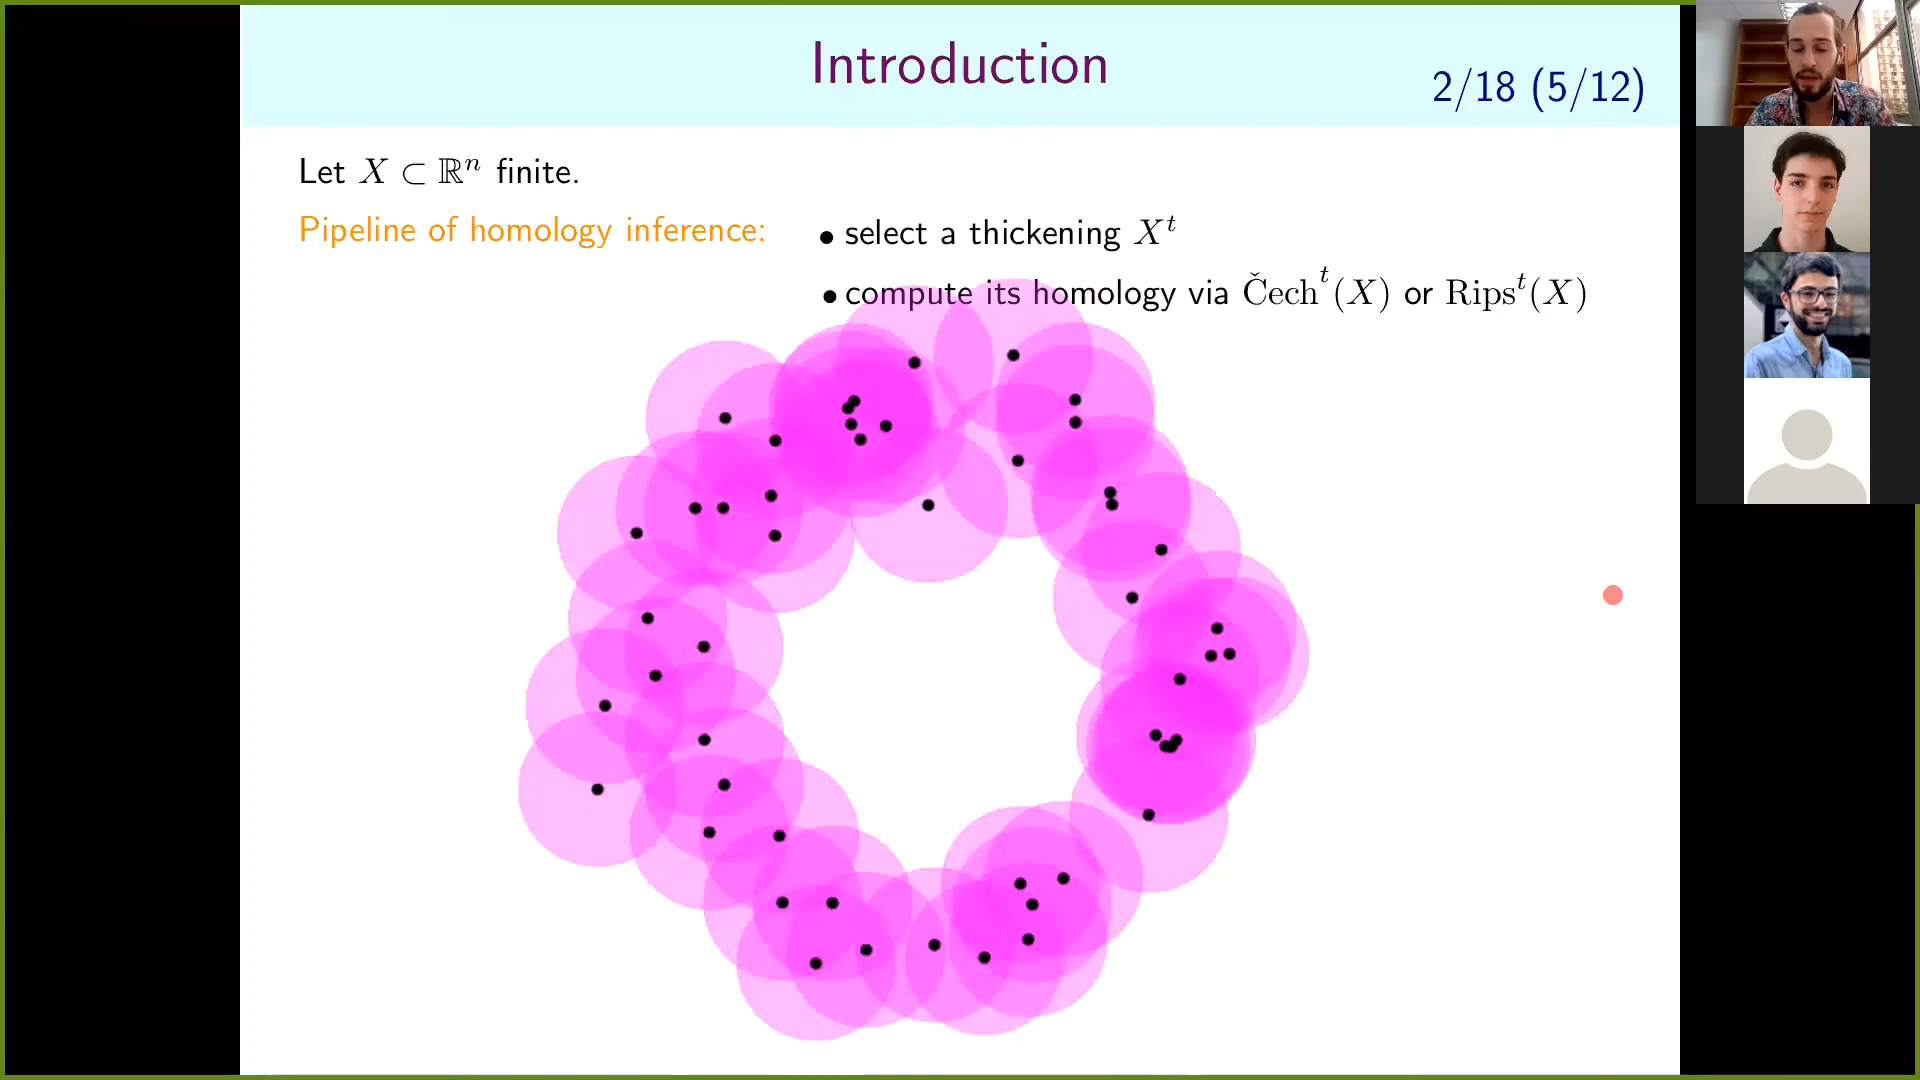 Introduction
2/18 (5/12)
Let X ⊂ ℝⁿ finite.
Pipeline of homology inference:
• select a thickening Xᵗ
• compute its homology via Čechᵗ(X) or Ripsᵗ(X)